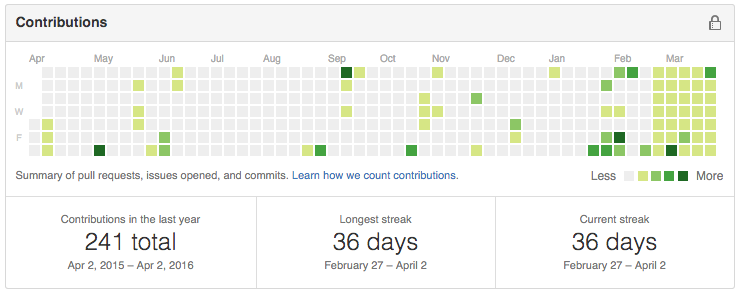 Contributions
Apr May Jun Jul Aug Sep Oct Nov Dec Jan Feb Mar
M
W
F
Summary of pull requests, issues opened, and commits. Learn how we count contributions.
Less More
Contributions in the last year
241 total
Apr 2, 2015 – Apr 2, 2016
Longest streak
36 days
February 27 – April 2
Current streak
36 days
February 27 – April 2